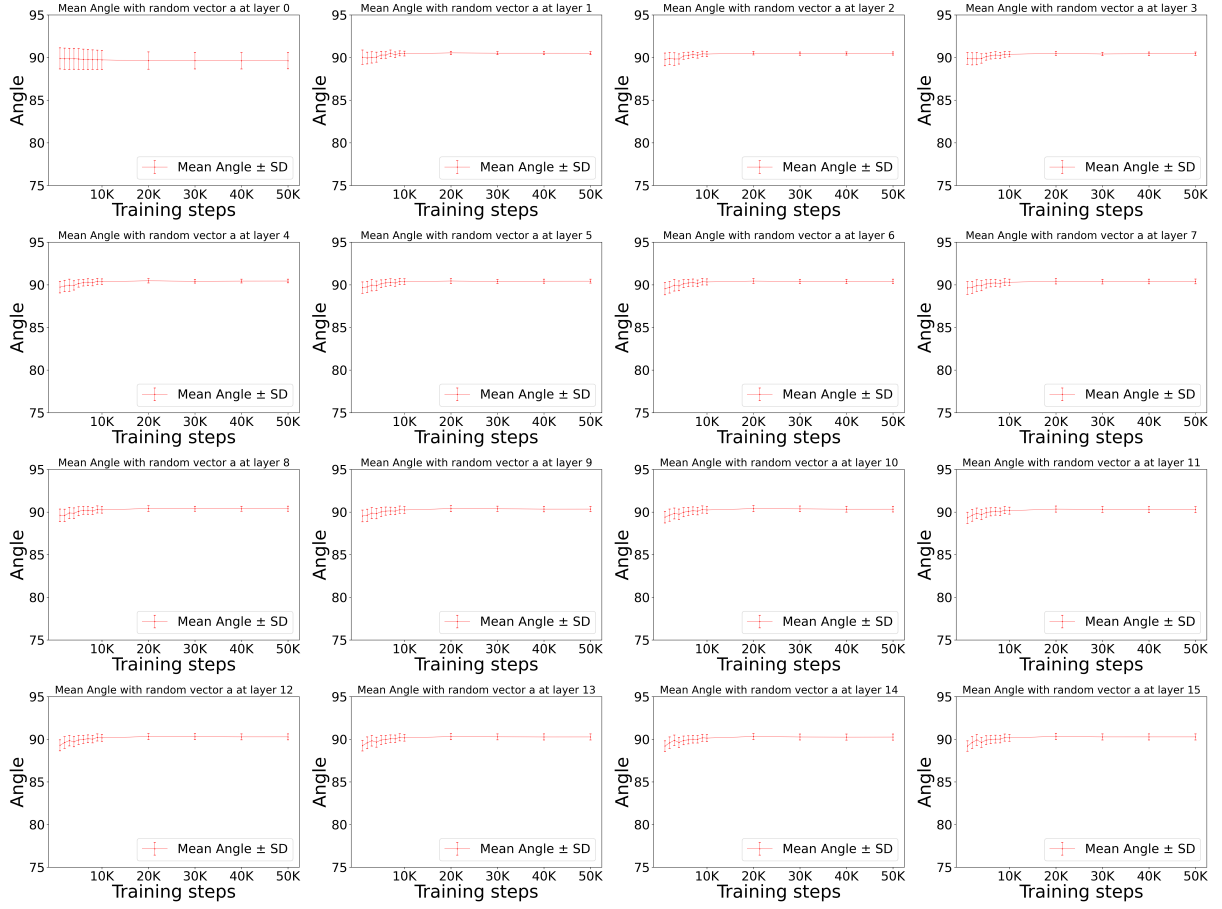 Mean Angle with random vector a at layer 0
Angle
95
90
85
80
75
Mean Angle ± SD
10K 20K 30K 40K 50K
Training steps
Mean Angle with random vector a at layer 1
Angle
95
90
85
80
75
Mean Angle ± SD
10K 20K 30K 40K 50K
Training steps
Mean Angle with random vector a at layer 2
Angle
95
90
85
80
75
Mean Angle ± SD
10K 20K 30K 40K 50K
Training steps
Mean Angle with random vector a at layer 3
Angle
95
90
85
80
75
Mean Angle ± SD
10K 20K 30K 40K 50K
Training steps
Mean Angle with random vector a at layer 4
Angle
95
90
85
80
75
Mean Angle ± SD
10K 20K 30K 40K 50K
Training steps
Mean Angle with random vector a at layer 5
Angle
95
90
85
80
75
Mean Angle ± SD
10K 20K 30K 40K 50K
Training steps
Mean Angle with random vector a at layer 6
Angle
95
90
85
80
75
Mean Angle ± SD
10K 20K 30K 40K 50K
Training steps
Mean Angle with random vector a at layer 7
Angle
95
90
85
80
75
Mean Angle ± SD
10K 20K 30K 40K 50K
Training steps
Mean Angle with random vector a at layer 8
Angle
95
90
85
80
75
Mean Angle ± SD
10K 20K 30K 40K 50K
Training steps
Mean Angle with random vector a at layer 9
Angle
95
90
85
80
75
Mean Angle ± SD
10K 20K 30K 40K 50K
Training steps
Mean Angle with random vector a at layer 10
Angle
95
90
85
80
75
Mean Angle ± SD
10K 20K 30K 40K 50K
Training steps
Mean Angle with random vector a at layer 11
Angle
95
90
85
80
75
Mean Angle ± SD
10K 20K 30K 40K 50K
Training steps
Mean Angle with random vector a at layer 12
Angle
95
90
85
80
75
Mean Angle ± SD
10K 20K 30K 40K 50K
Training steps
Mean Angle with random vector a at layer 13
Angle
95
90
85
80
75
Mean Angle ± SD
10K 20K 30K 40K 50K
Training steps
Mean Angle with random vector a at layer 14
Angle
95
90
85
80
75
Mean Angle ± SD
10K 20K 30K 40K 50K
Training steps
Mean Angle with random vector a at layer 15
Angle
95
90
85
80
75
Mean Angle ± SD
10K 20K 30K 40K 50K
Training steps